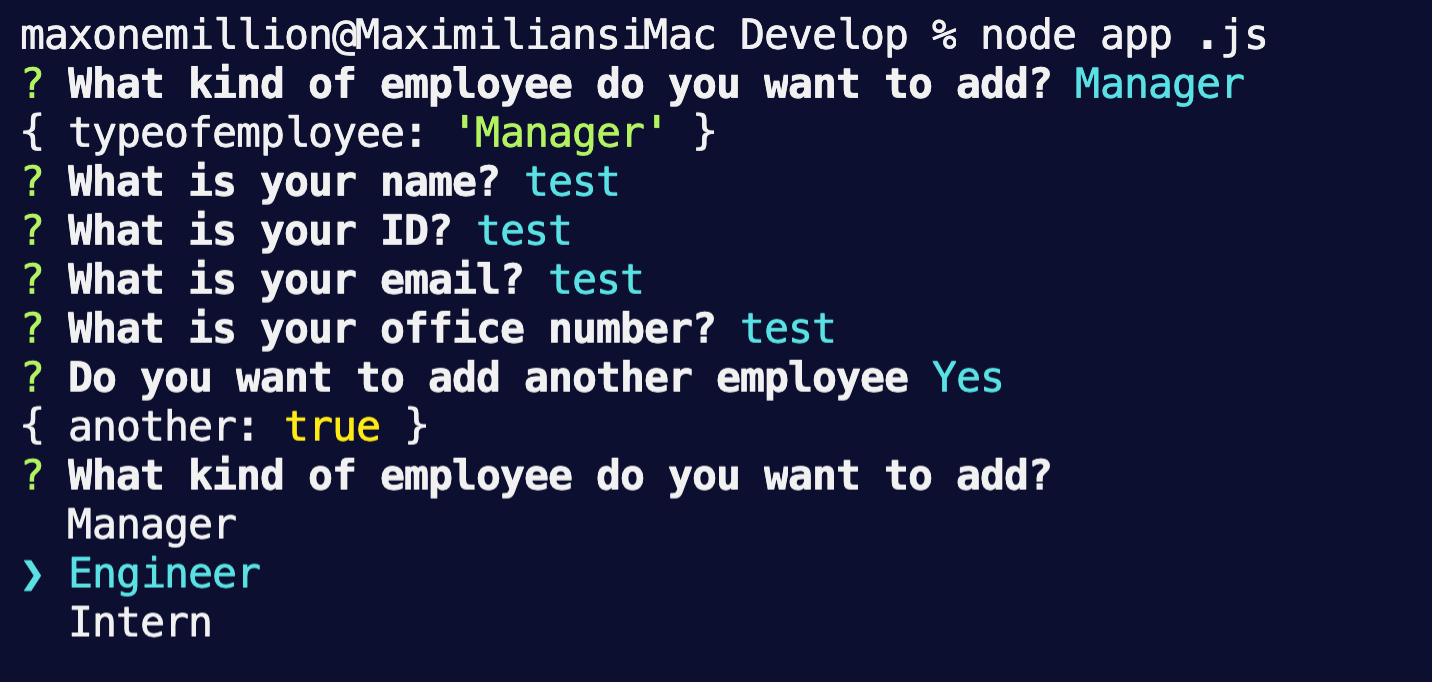 maxonemillion@MaximiliansiMac Develop % node app .js
? What kind of employee do you want to add? Manager
{ typeofemployee: 'Manager' }
? What is your name? test
? What is your ID? test
? What is your email? test
? What is your office number? test
? Do you want to add another employee Yes
{ another: true }
? What kind of employee do you want to add?
  Manager
❯ Engineer
  Intern